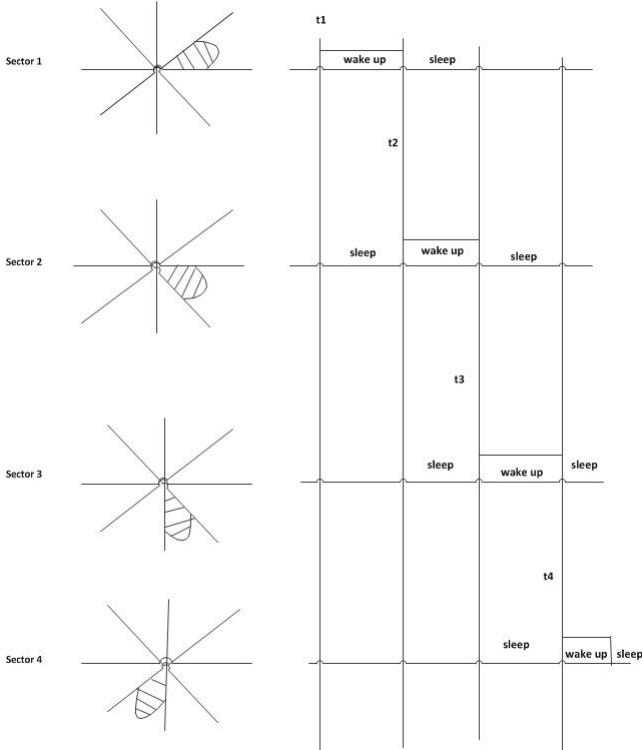 t1
Sector 1
wake up
sleep
t2
Sector 2
sleep
wake up
sleep
t3
Sector 3
sleep
wake up
sleep
t4
Sector 4
sleep
wake up
sleep